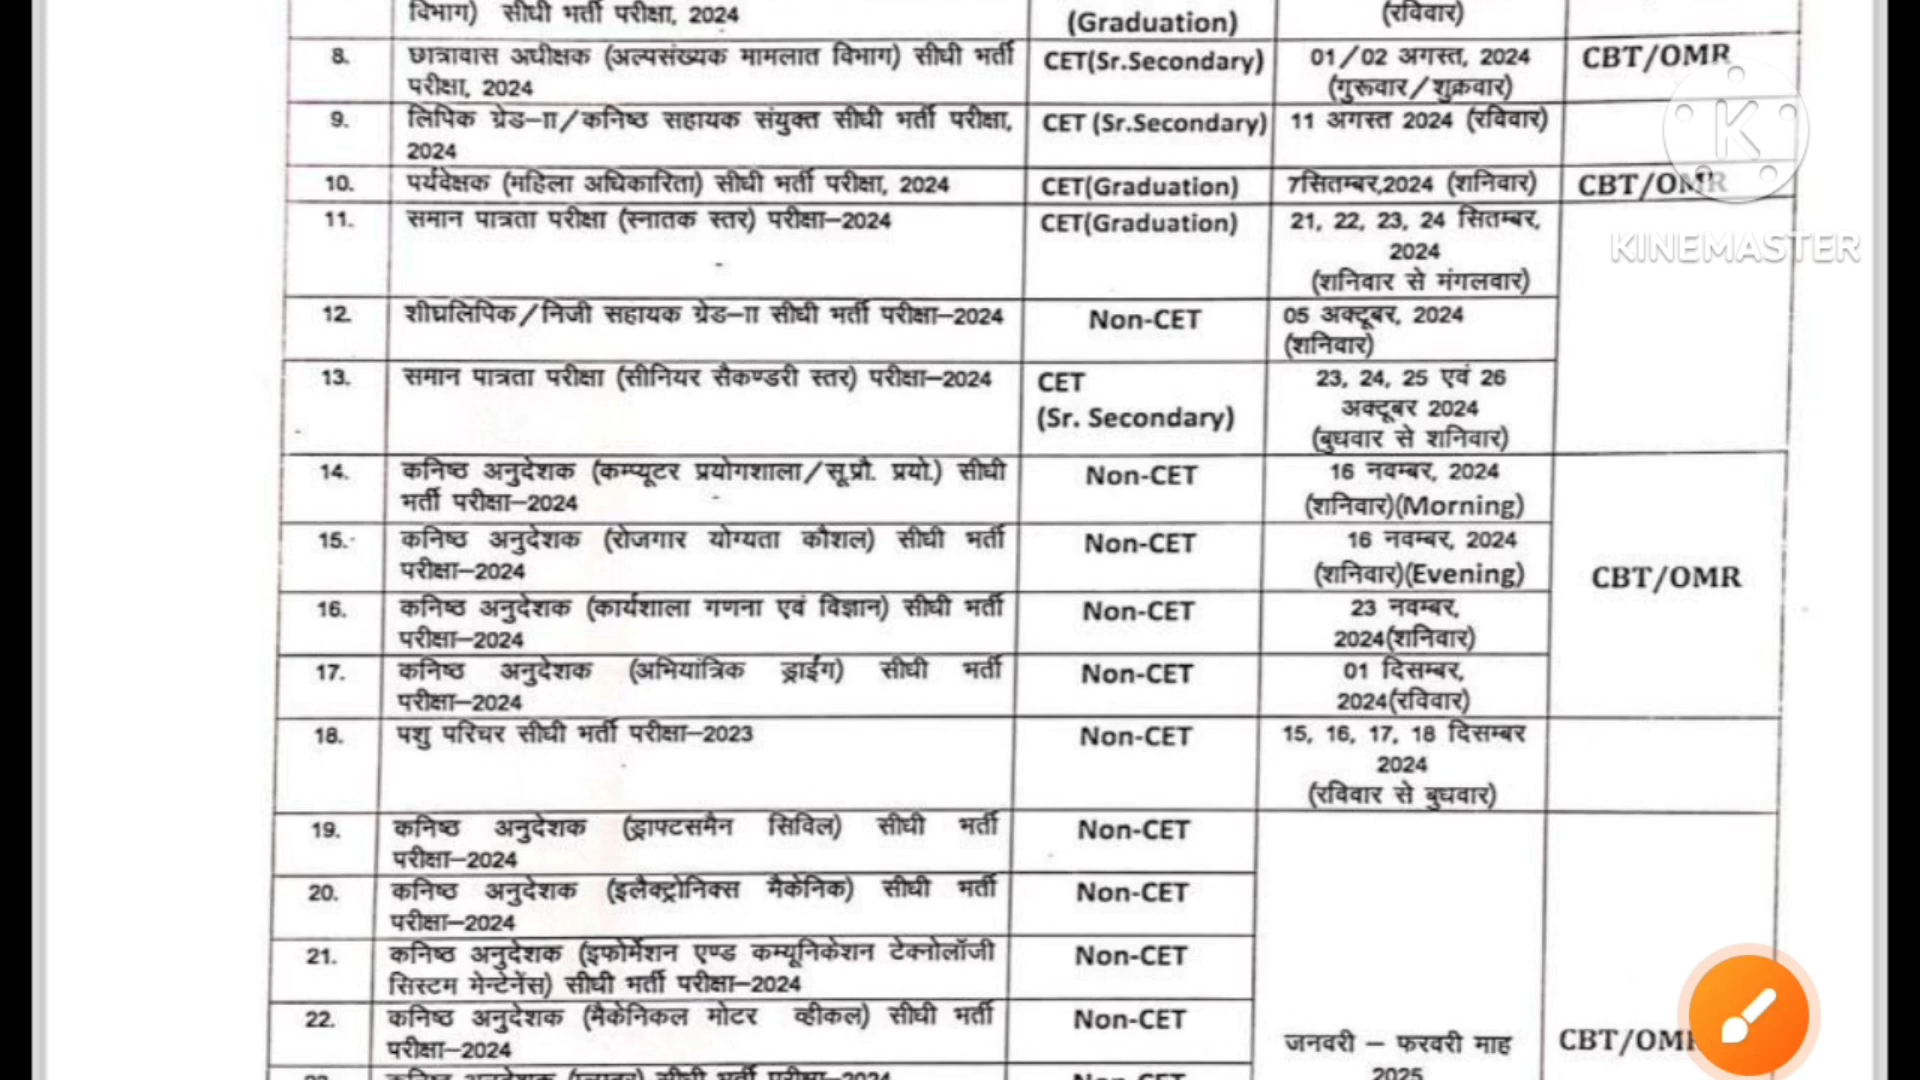 विभाग) सीधी भर्ती परीक्षा, 2024 (Graduation) (रविवार)
8. छात्रावास अधीक्षक (अल्पसंख्यक मामलात विभाग) सीधी भर्ती CET(Sr.Secondary) 01/02 अगस्त, 2024 CBT/OMR
परीक्षा, 2024 (गुरूवार/शुक्रवार)
9. लिपिक ग्रेड–II/कनिष्ठ सहायक संयुक्त सीधी भर्ती परीक्षा, CET (Sr.Secondary) 11 अगस्त 2024 (रविवार)
2024
10. पर्यवेक्षक (महिला अधिकारिता) सीधी भर्ती परीक्षा, 2024 CET(Graduation) 7सितम्बर,2024 (शनिवार) CBT/OMR
11. समान पात्रता परीक्षा (स्नातक स्तर) परीक्षा–2024 CET(Graduation) 21, 22, 23, 24 सितम्बर,
2024
(शनिवार से मंगलवार)
KINEMASTER
12. शीघ्रलिपिक/निजी सहायक ग्रेड–II सीधी भर्ती परीक्षा–2024 Non-CET 05 अक्टूबर, 2024
(शनिवार)
13. समान पात्रता परीक्षा (सीनियर सैकण्डरी स्तर) परीक्षा–2024 CET 23, 24, 25 एवं 26
(Sr. Secondary) अक्टूबर 2024
(बुधवार से शनिवार)
14. कनिष्ठ अनुदेशक (कम्प्यूटर प्रयोगशाला/सू.प्रौ. प्रयो.) सीधी Non-CET 16 नवम्बर, 2024
भर्ती परीक्षा–2024 (शनिवार)(Morning)
15. कनिष्ठ अनुदेशक (रोजगार योग्यता कौशल) सीधी भर्ती Non-CET 16 नवम्बर, 2024
परीक्षा–2024 (शनिवार)(Evening) CBT/OMR
16. कनिष्ठ अनुदेशक (कार्यशाला गणना एवं विज्ञान) सीधी भर्ती Non-CET 23 नवम्बर,
परीक्षा–2024 2024(शनिवार)
17. कनिष्ठ अनुदेशक (अभियांत्रिक ड्राईंग) सीधी भर्ती Non-CET 01 दिसम्बर,
परीक्षा–2024 2024(रविवार)
18. पशु परिचर सीधी भर्ती परीक्षा–2023 Non-CET 15, 16, 17, 18 दिसम्बर
2024
(रविवार से बुधवार)
19. कनिष्ठ अनुदेशक (ड्राफ्टसमैन सिविल) सीधी भर्ती Non-CET
परीक्षा–2024
20. कनिष्ठ अनुदेशक (इलैक्ट्रोनिक्स मैकेनिक) सीधी भर्ती Non-CET
परीक्षा–2024
21. कनिष्ठ अनुदेशक (इफोर्मेशन एण्ड कम्यूनिकेशन टेक्नोलॉजी Non-CET
सिस्टम मेन्टेनेंस) सीधी भर्ती परीक्षा–2024
22. कनिष्ठ अनुदेशक (मैकेनिकल मोटर व्हीकल) सीधी भर्ती Non-CET
परीक्षा–2024 जनवरी – फरवरी माह CBT/OM
कनिष्ठ अनुदेशक सीधी भर्ती परीक्षा–2024 Non-CET 2025